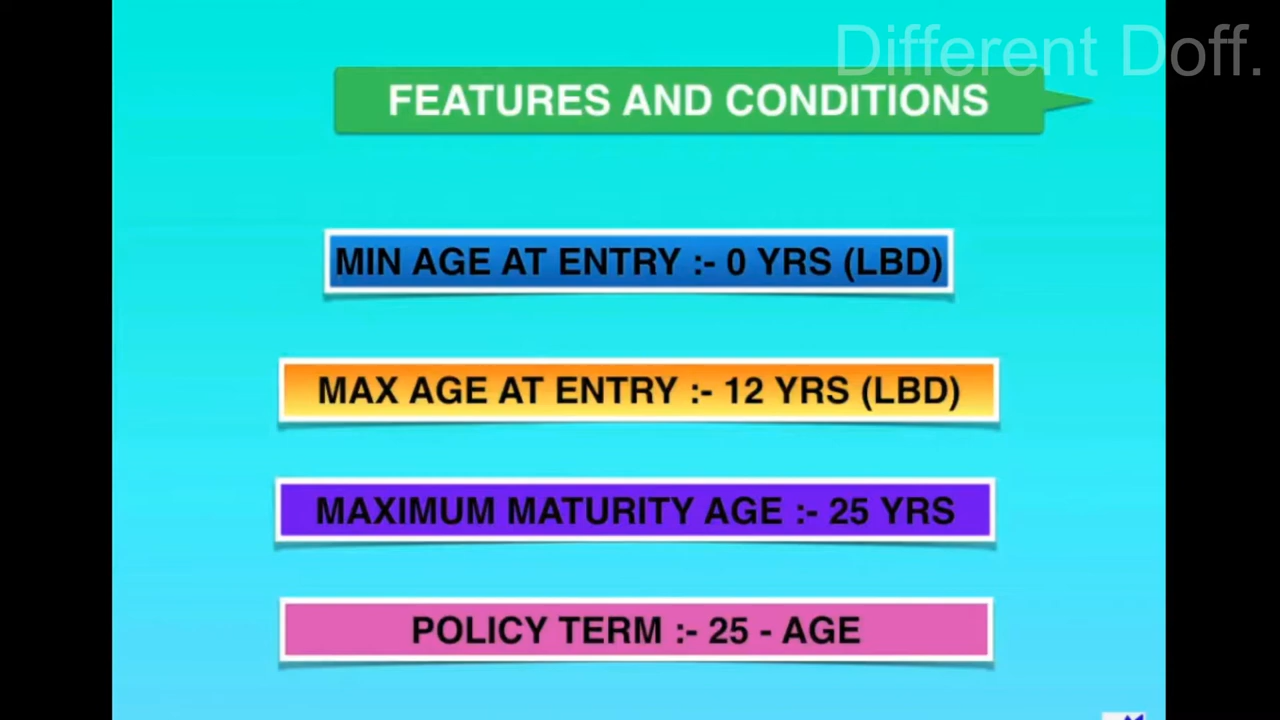 Different Doff.
FEATURES AND CONDITIONS
MIN AGE AT ENTRY :- 0 YRS (LBD)
MAX AGE AT ENTRY :- 12 YRS (LBD)
MAXIMUM MATURITY AGE :- 25 YRS
POLICY TERM :- 25 - AGE